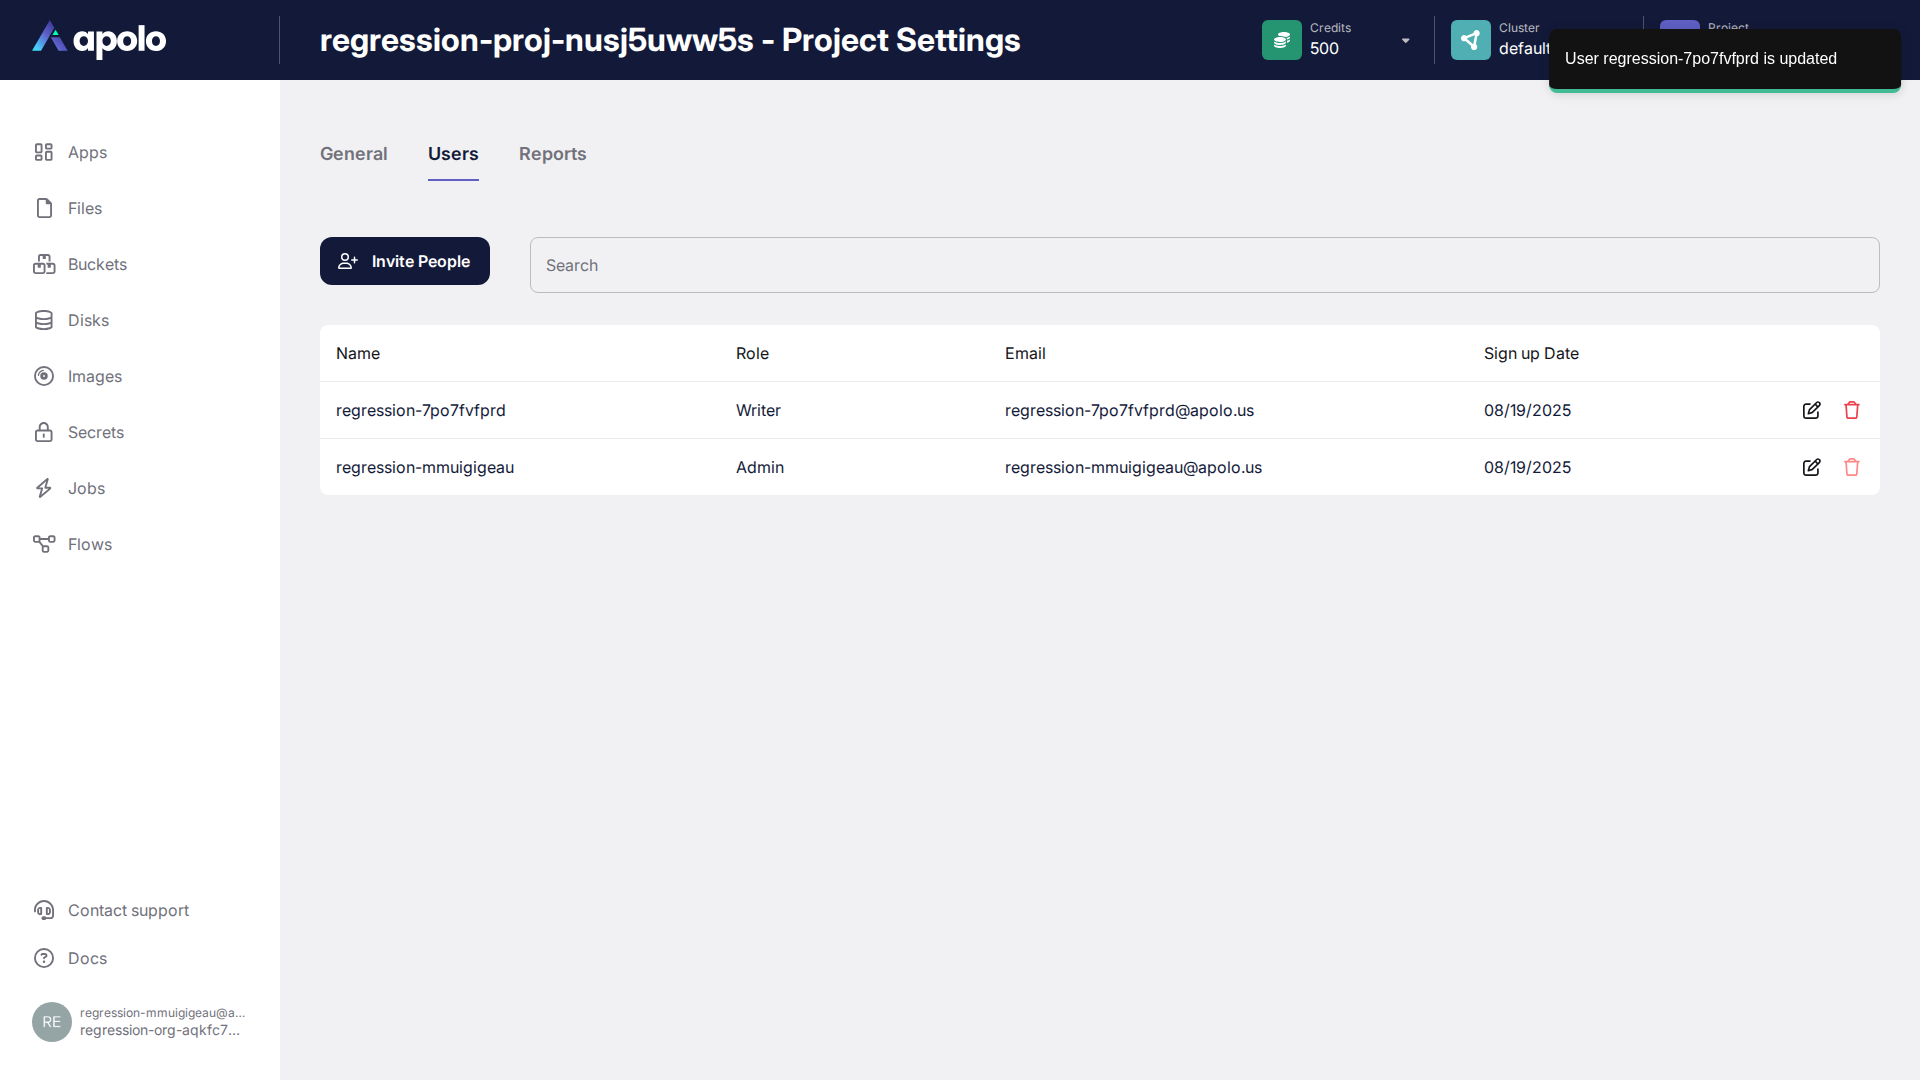 apolo
regression-proj-nusj5uww5s - Project Settings
Credits
500
Cluster
default
Project
User regression-7po7fvfprd is updated
Apps
Files
Buckets
Disks
Images
Secrets
Jobs
Flows
General
Users
Reports
Invite People
Search
Name Role Email Sign up Date
regression-7po7fvfprd Writer regression-7po7fvfprd@apolo.us 08/19/2025
regression-mmuigigeau Admin regression-mmuigigeau@apolo.us 08/19/2025
Contact support
Docs
RE
regression-mmuigigeau@a...
regression-org-aqkfc7...